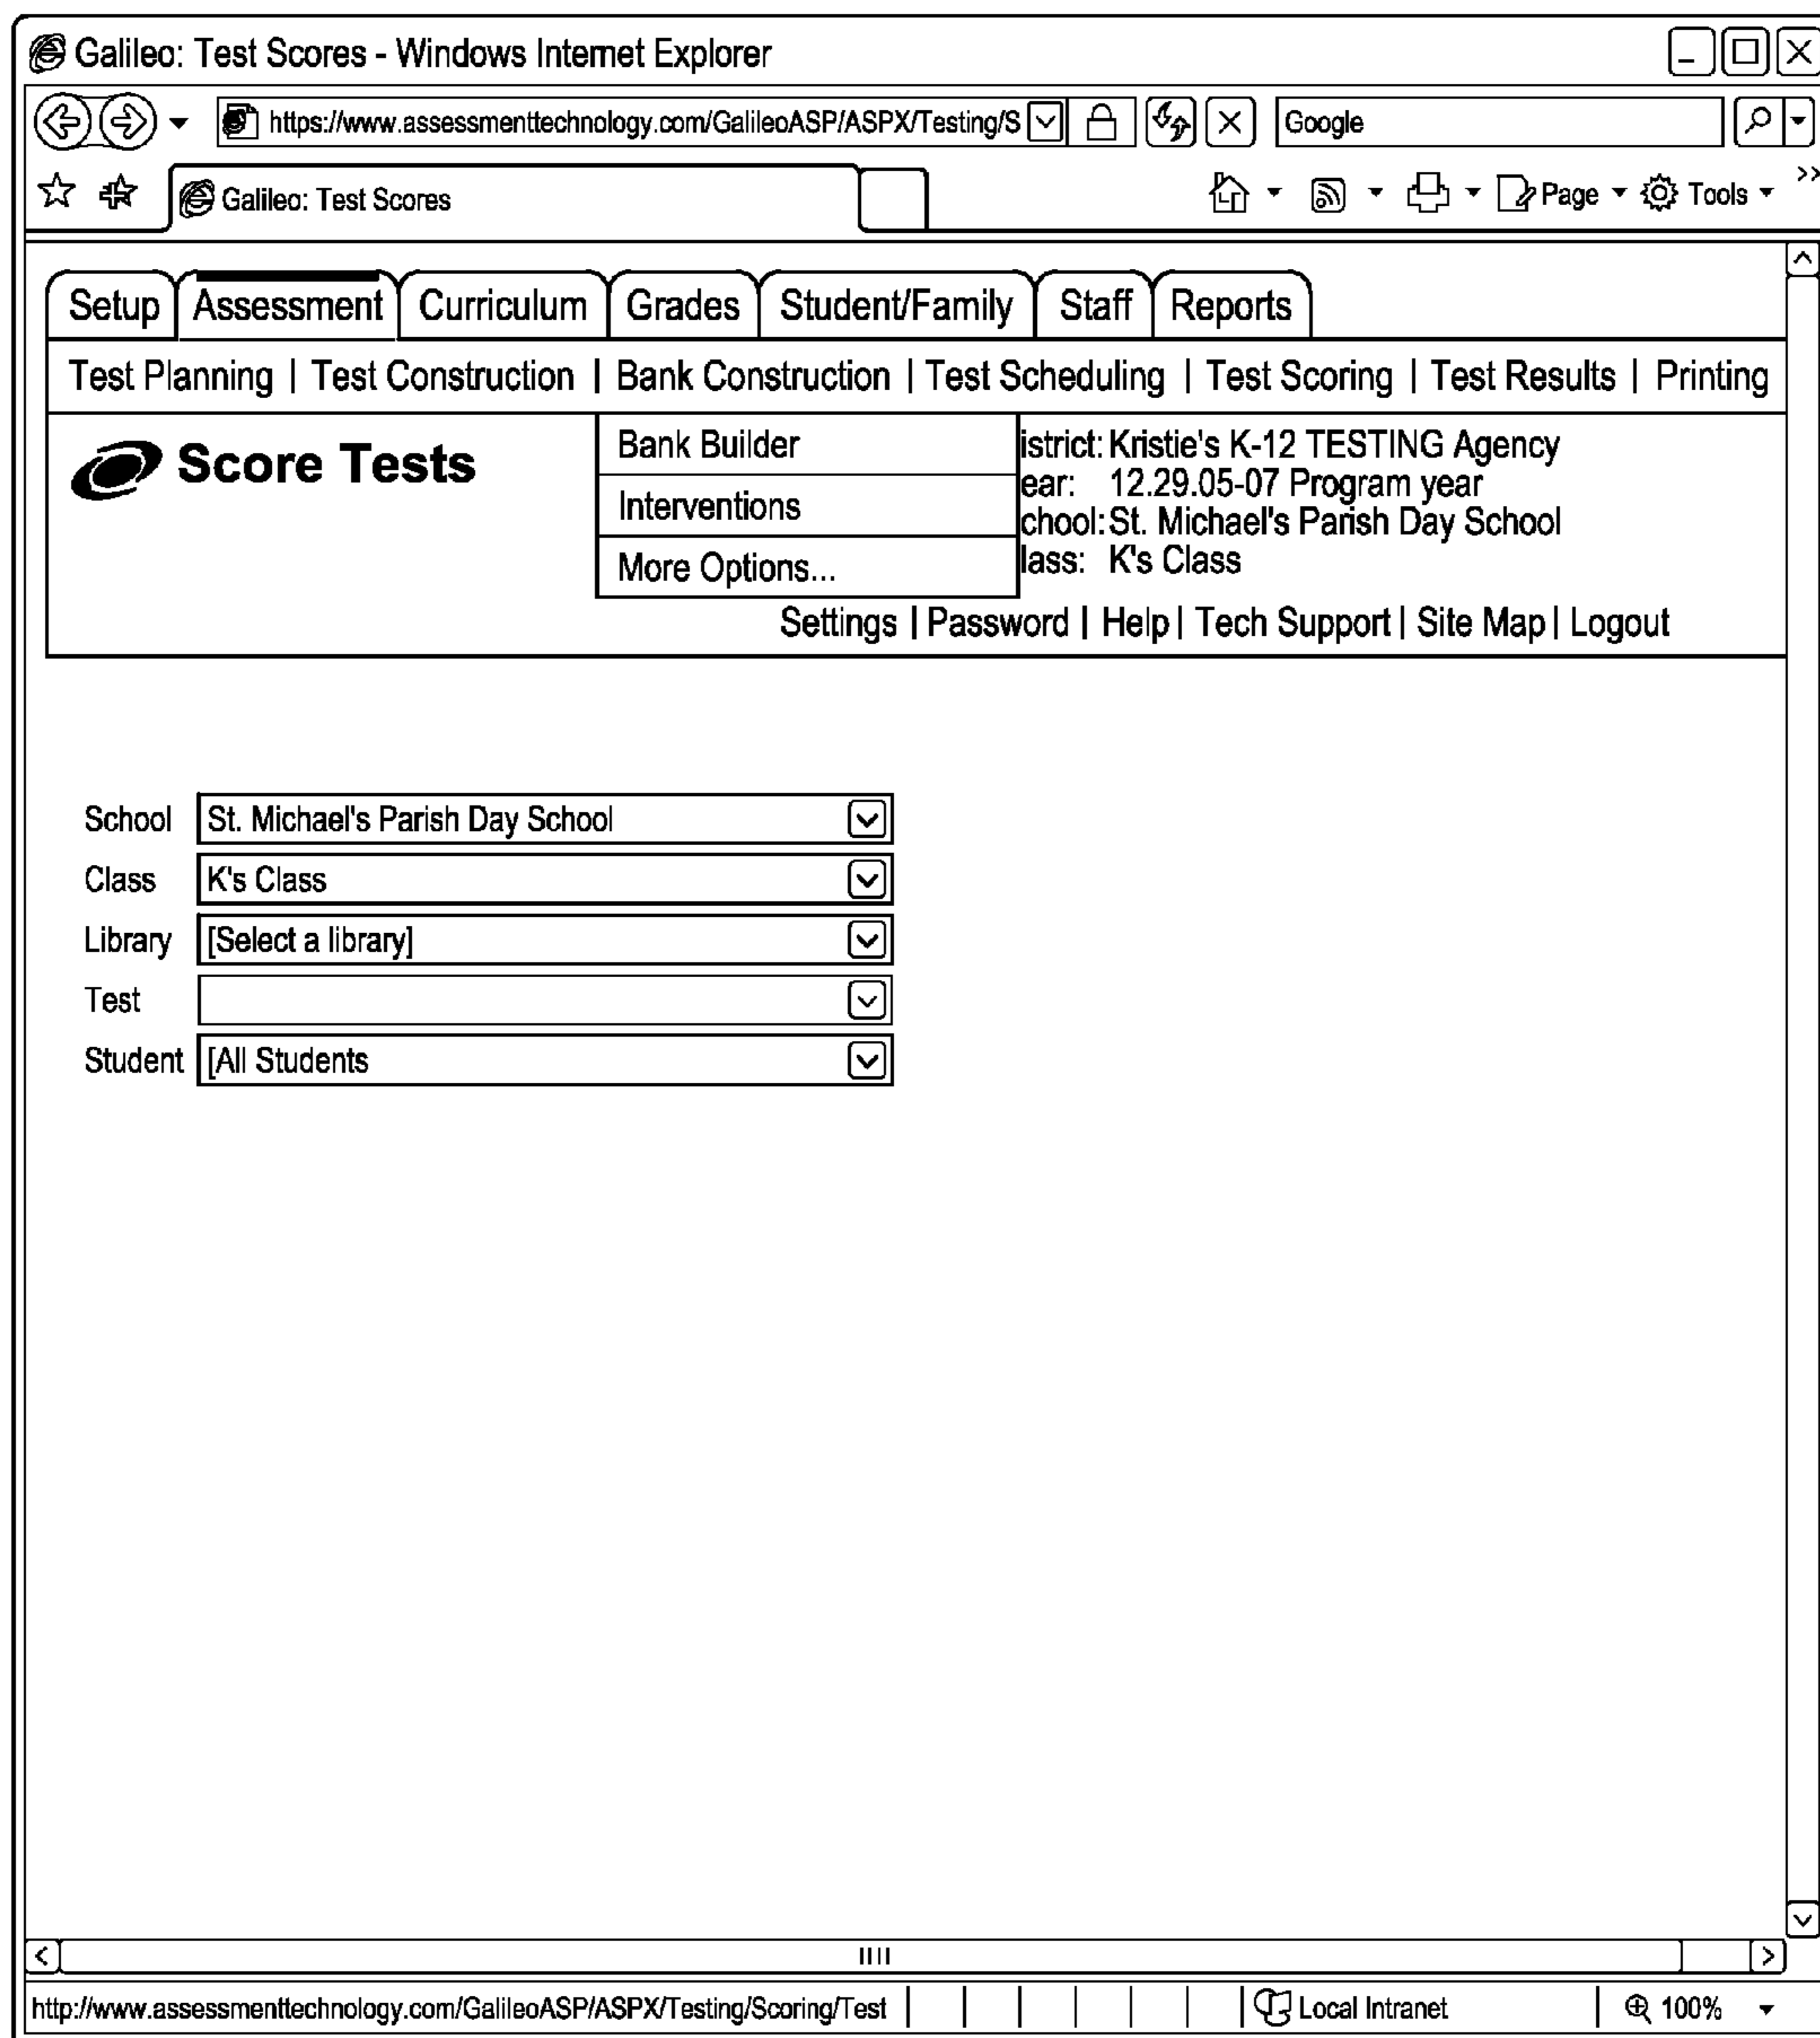 Galileo: Test Scores - Windows Internet Explorer
https://www.assessmenttechnology.com/GalileoASP/ASPX/Testing/S
Google
Galileo: Test Scores
Page
Tools
Setup Assessment Curriculum Grades Student/Family Staff Reports
Test Planning | Test Construction | Bank Construction | Test Scheduling | Test Scoring | Test Results | Printing
Score Tests
Bank Builder
Interventions
More Options...
istrict: Kristie's K-12 TESTING Agency
ear: 12.29.05-07 Program year
chool: St. Michael's Parish Day School
lass: K's Class
Settings | Password | Help | Tech Support | Site Map | Logout
School St. Michael's Parish Day School
Class K's Class
Library [Select a library]
Test
Student [All Students
http://www.assessmenttechnology.com/GalileoASP/ASPX/Testing/Scoring/Test
Local Intranet
100%